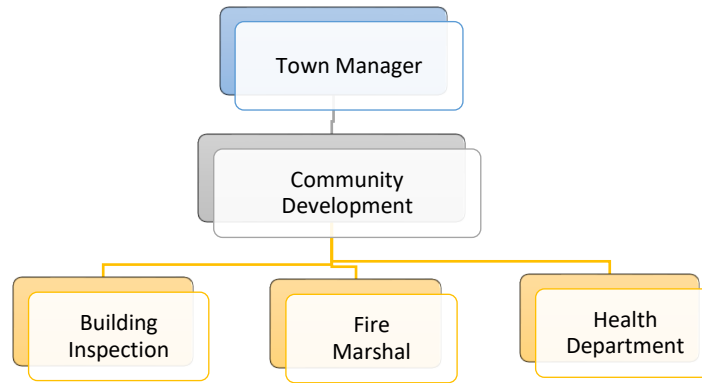 Town Manager
Community
Development
Building
Inspection
Fire
Marshal
Health
Department